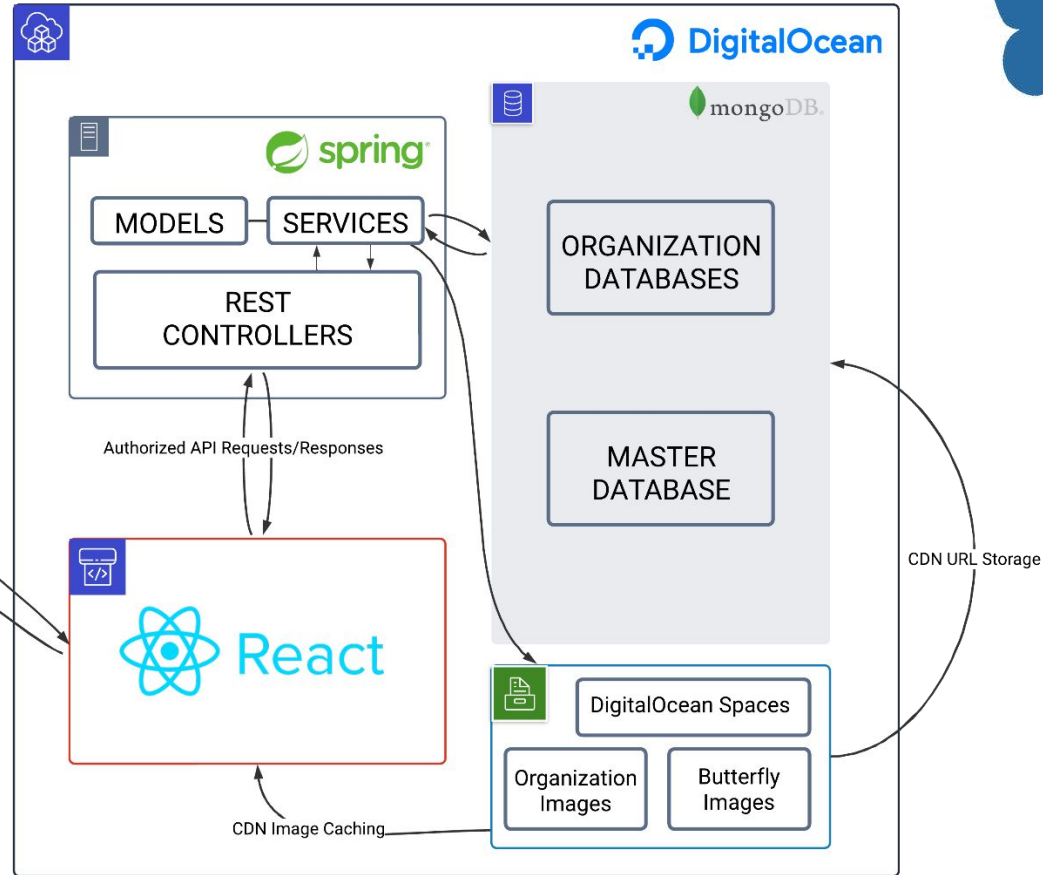 DigitalOcean
spring
mongoDB.
MODELS
SERVICES
REST
CONTROLLERS
ORGANIZATION
DATABASES
MASTER
DATABASE
Authorized API Requests/Responses
</>
React
CDN URL Storage
DigitalOcean Spaces
Organization
Images
Butterfly
Images
CDN Image Caching